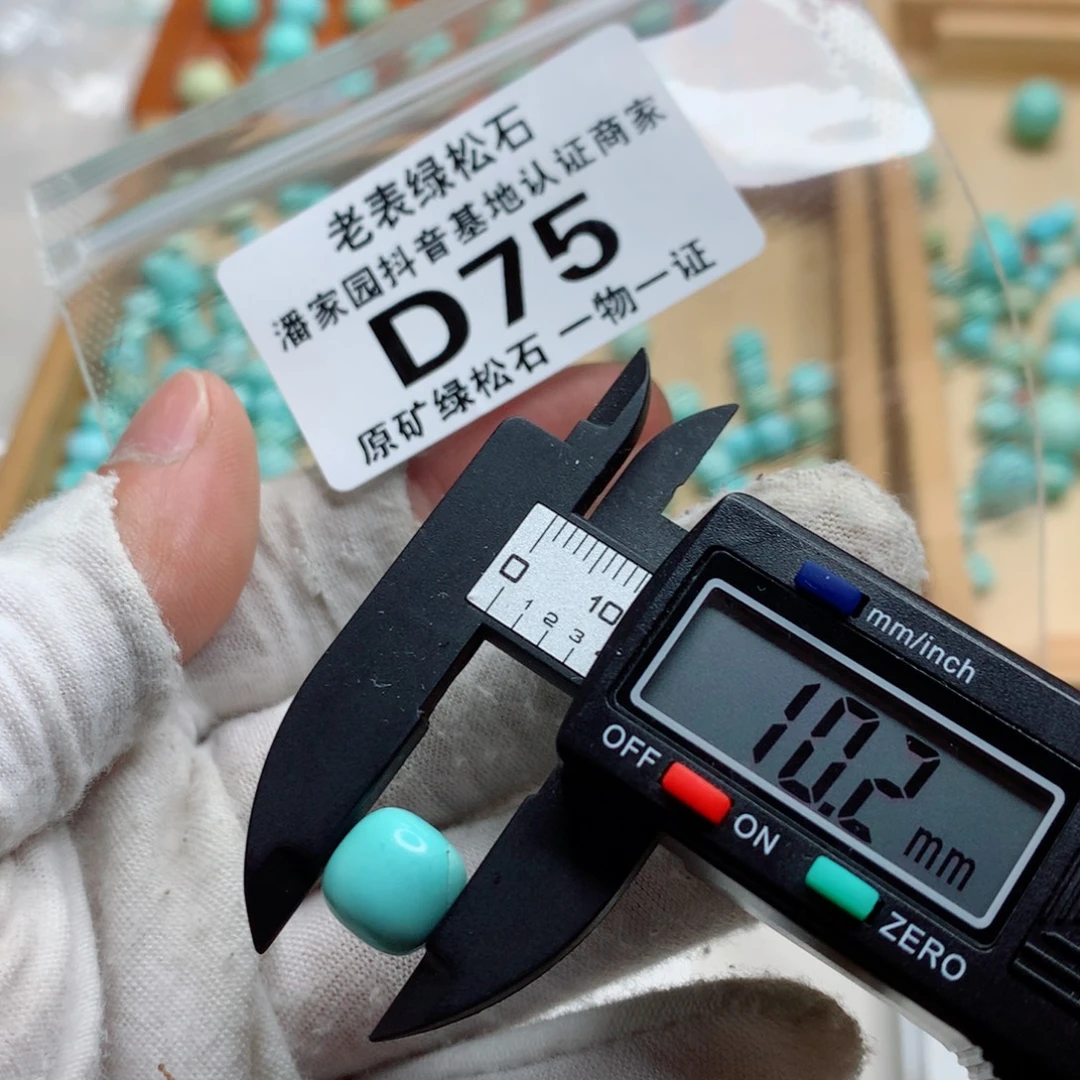 老表绿松石
潘家园抖音基地认证商家
D75
原矿绿松石 一物一证
0
10
1 2 3
mm/inch
10.2 mm
OFF
ON
ZERO